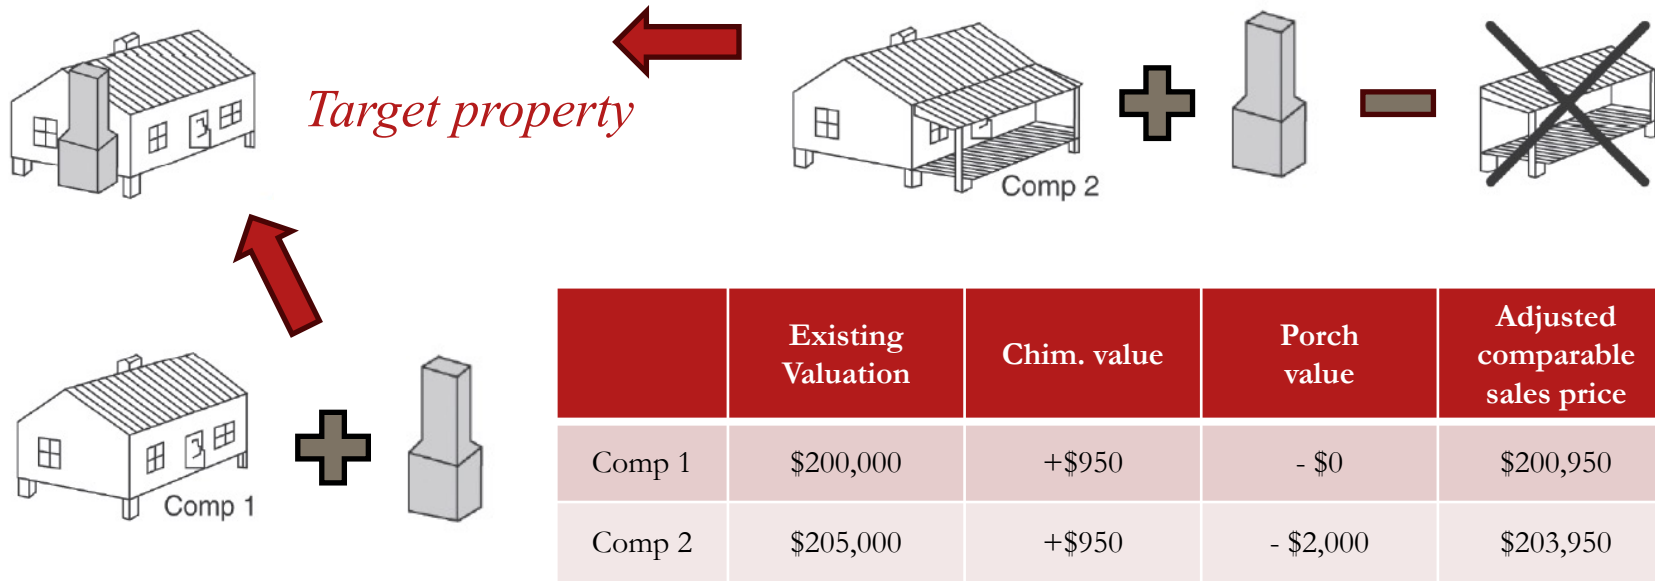 Target property
Comp 2
Comp 1
Existing
Valuation
Chim. value
Porch
value
Adjusted
comparable
sales price
Comp 1 $200,000 +$950 - $0 $200,950
Comp 2 $205,000 +$950 - $2,000 $203,950